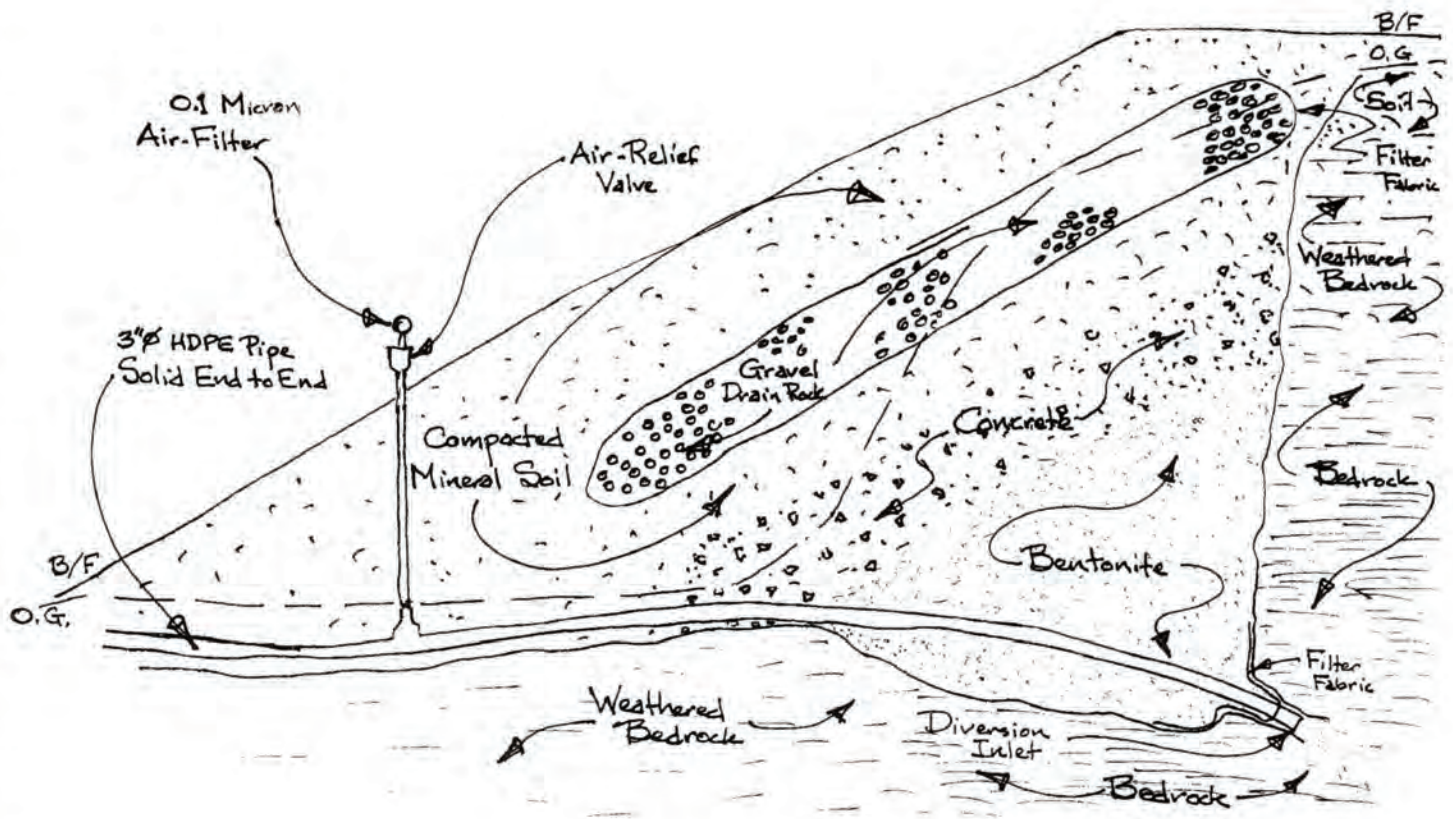 B/F
O.G
0.1 Micron
Air-Filter
Air-Relief
Valve
Soil
Filter
Fabric
Weathered
Bedrock
3"Ø HDPE Pipe
Solid End to End
Gravel
Drain Rock
Compacted
Mineral Soil
Concrete
Bedrock
B/F
Bentonite
O.G.
Filter
Fabric
Weathered
Bedrock
Diversion
Inlet
Bedrock